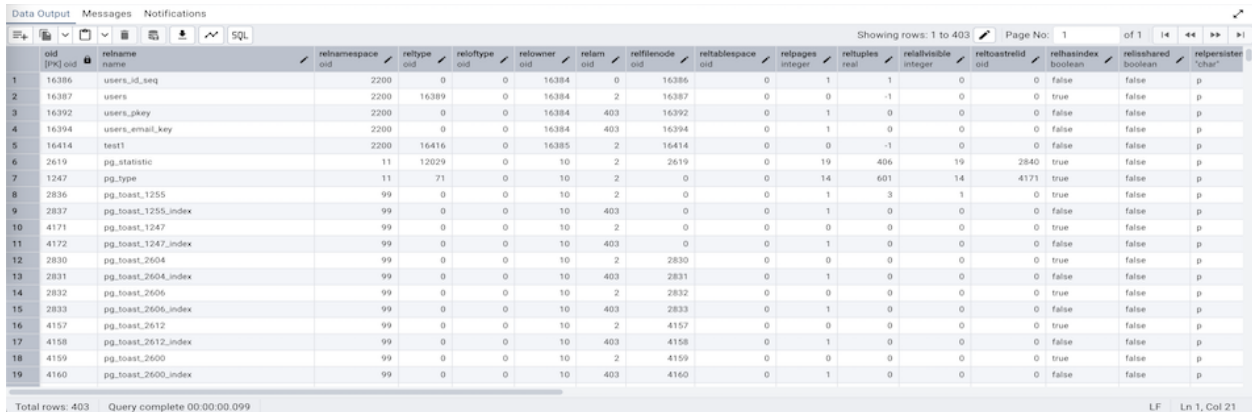 Data Output Messages Notifications
SQL Showing rows: 1 to 403 Page No: 1 of 1
oid relname relnamespace reltype reloftype relowner relam relfilenode reltablespace relpages reltuples relallvisible reltoastrelid relhasindex relisshared relpersisten
[PK] oid name oid oid oid oid oid oid oid integer real integer oid boolean boolean "char"
1 16386 users_id_seq 2200 0 0 16384 0 16386 0 1 1 0 0 false false p
2 16387 users 2200 16389 0 16384 2 16387 0 0 -1 0 0 true false p
3 16392 users_pkey 2200 0 0 16384 403 16392 0 1 0 0 0 false false p
4 16394 users_email_key 2200 0 0 16384 403 16394 0 1 0 0 0 false false p
5 16414 test1 2200 16416 0 16385 2 16414 0 0 -1 0 0 false false p
6 2619 pg_statistic 11 12029 0 10 2 2619 0 19 406 19 2840 true false p
7 1247 pg_type 11 71 0 10 2 0 0 14 601 14 4171 true false p
8 2836 pg_toast_1255 99 0 0 10 2 0 0 1 3 1 0 true false p
9 2837 pg_toast_1255_index 99 0 0 10 403 0 0 1 0 0 0 false false p
10 4171 pg_toast_1247 99 0 0 10 2 0 0 0 0 0 0 true false p
11 4172 pg_toast_1247_index 99 0 0 10 403 0 0 1 0 0 0 false false p
12 2830 pg_toast_2604 99 0 0 10 2 2830 0 0 0 0 0 true false p
13 2831 pg_toast_2604_index 99 0 0 10 403 2831 0 1 0 0 0 false false p
14 2832 pg_toast_2606 99 0 0 10 2 2832 0 0 0 0 0 true false p
15 2833 pg_toast_2606_index 99 0 0 10 403 2833 0 1 0 0 0 false false p
16 4157 pg_toast_2612 99 0 0 10 2 4157 0 0 0 0 0 true false p
17 4158 pg_toast_2612_index 99 0 0 10 403 4158 0 1 0 0 0 false false p
18 4159 pg_toast_2600 99 0 0 10 2 4159 0 0 0 0 0 true false p
19 4160 pg_toast_2600_index 99 0 0 10 403 4160 0 1 0 0 0 false false p
Total rows: 403 Query complete 00:00:00.099 LF Ln 1, Col 21